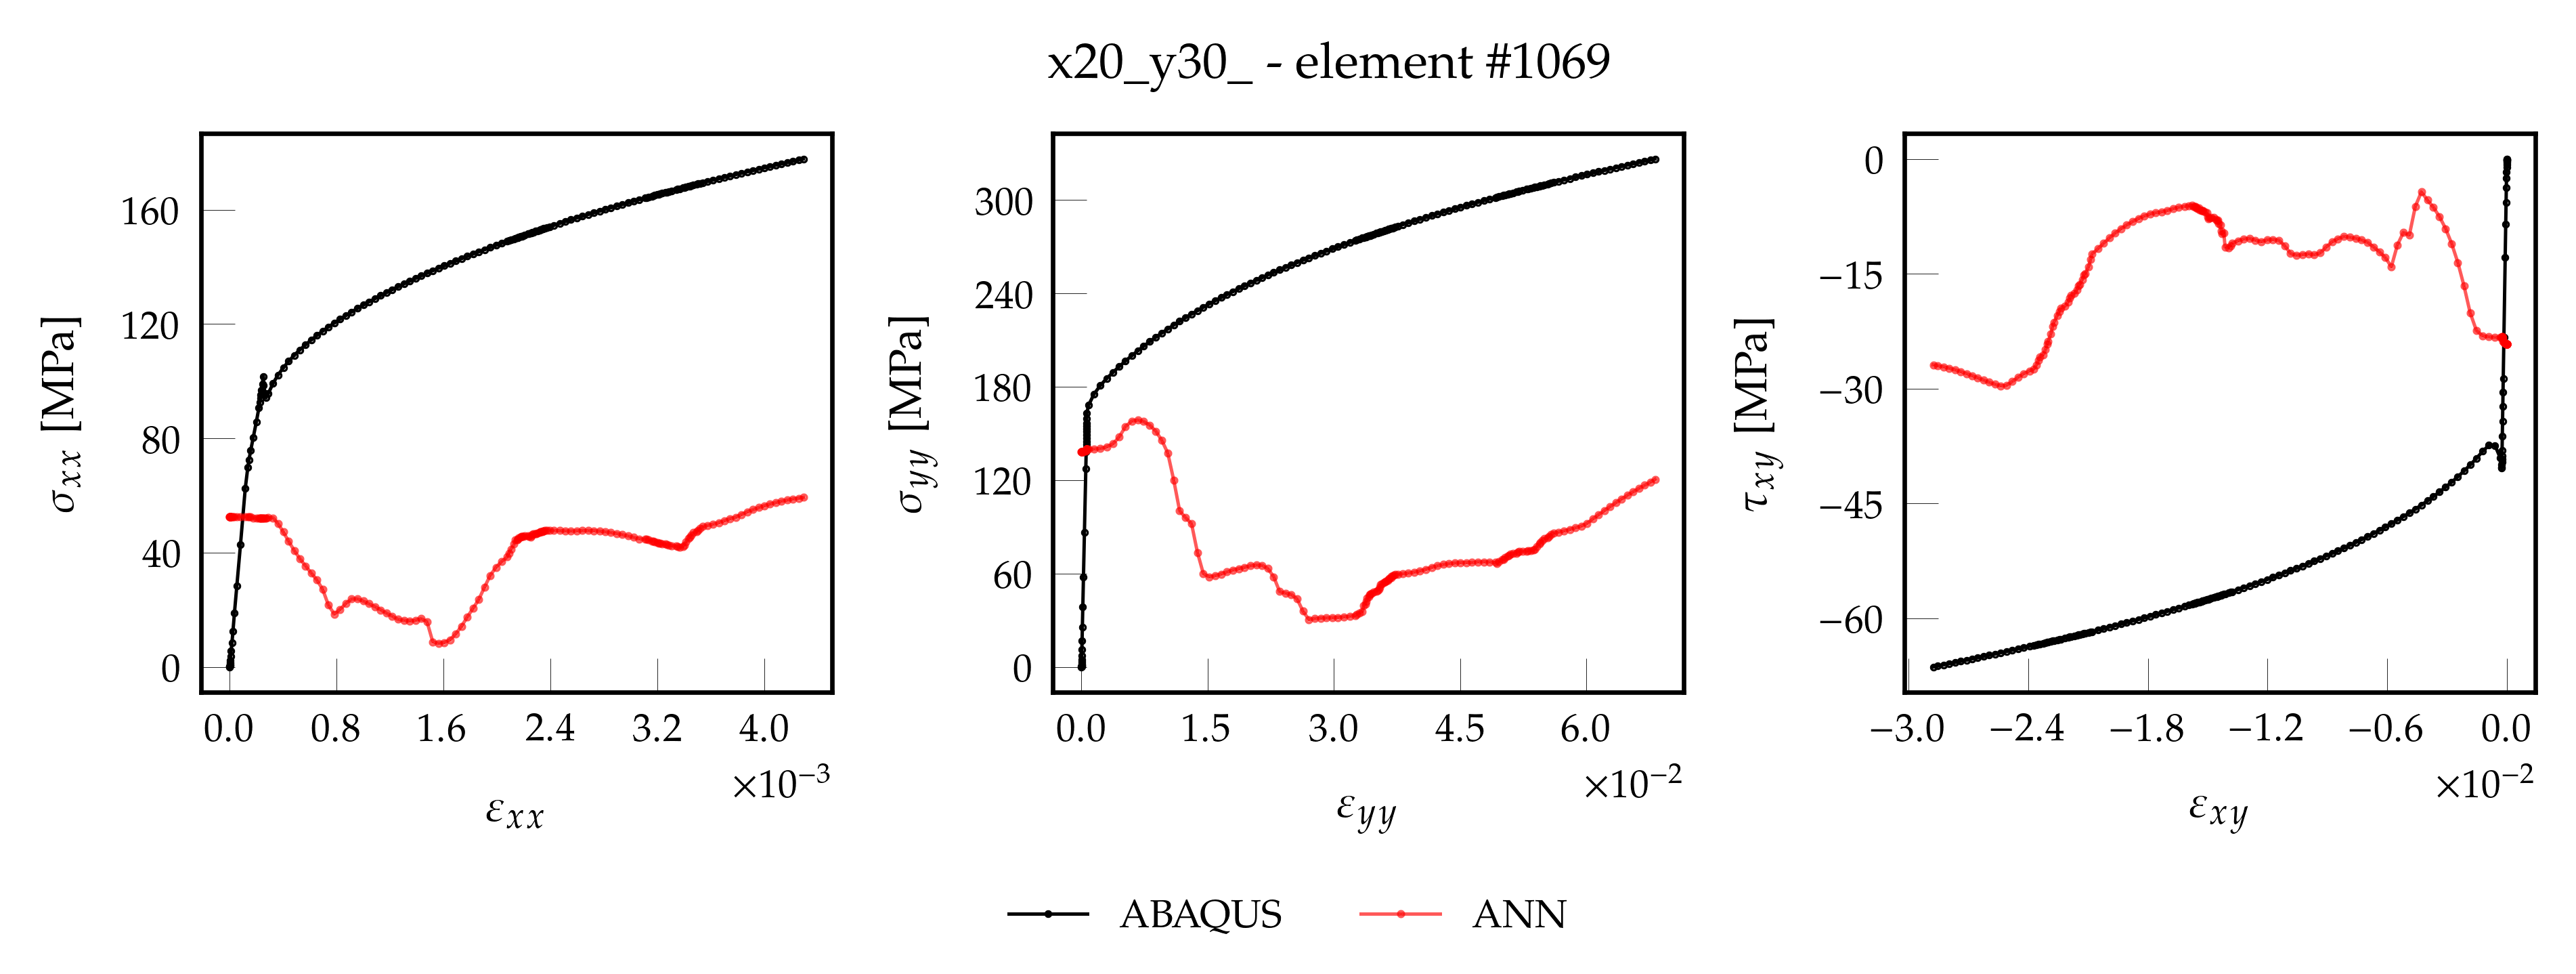 x20_y30_ - element #1069
σxx [MPa]
160
120
80
40
0
0.0 0.8 1.6 2.4 3.2 4.0
×10⁻³
εxx
σyy [MPa]
300
240
180
120
60
0
0.0 1.5 3.0 4.5 6.0
×10⁻²
εyy
τxy [MPa]
0
−15
−30
−45
−60
−3.0 −2.4 −1.8 −1.2 −0.6 0.0
×10⁻²
εxy
ABAQUS ANN